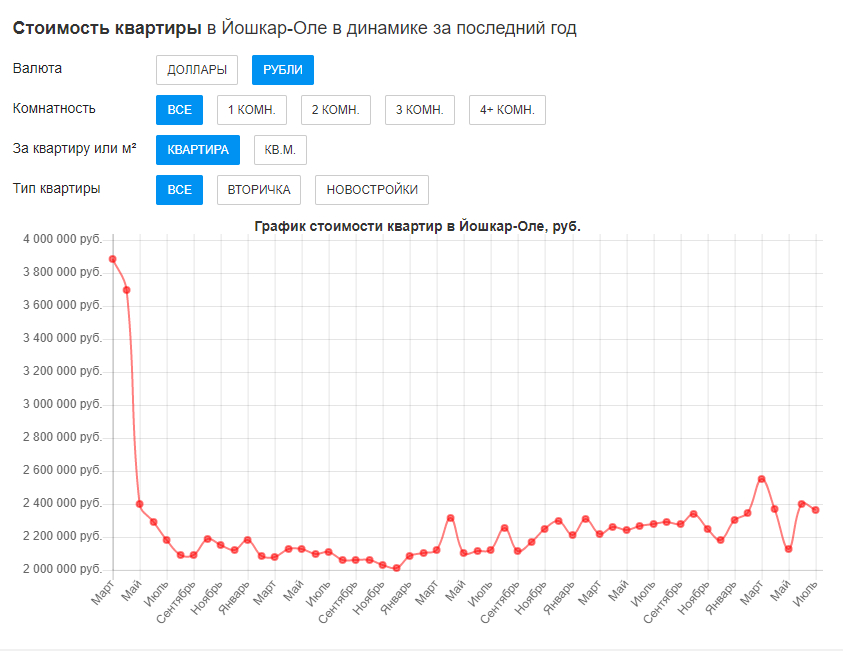 Стоимость квартиры в Йошкар-Оле в динамике за последний год
Валюта ДОЛЛАРЫ РУБЛИ
Комнатность ВСЕ 1 КОМН. 2 КОМН. 3 КОМН. 4+ КОМН.
За квартиру или м² КВАРТИРА КВ.М.
Тип квартиры ВСЕ ВТОРИЧКА НОВОСТРОЙКИ
График стоимости квартир в Йошкар-Оле, руб.
4 000 000 руб.
3 800 000 руб.
3 600 000 руб.
3 400 000 руб.
3 200 000 руб.
3 000 000 руб.
2 800 000 руб.
2 600 000 руб.
2 400 000 руб.
2 200 000 руб.
2 000 000 руб.
Март Май Июль Сентябрь Ноябрь Январь Март Май Июль Сентябрь Ноябрь Январь Март Май Июль Сентябрь Ноябрь Январь Март Май Июль Сентябрь Ноябрь Январь Март Май Июль